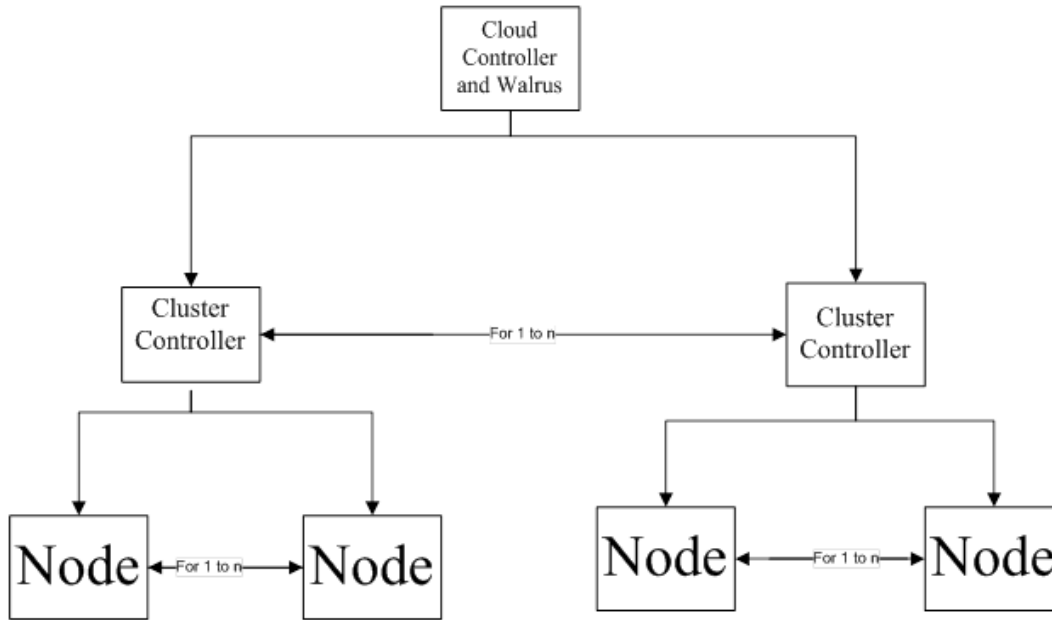 Cloud
Controller
and Walrus
Cluster
Controller
For 1 to n
Cluster
Controller
Node
For 1 to n
Node
Node
For 1 to n
Node